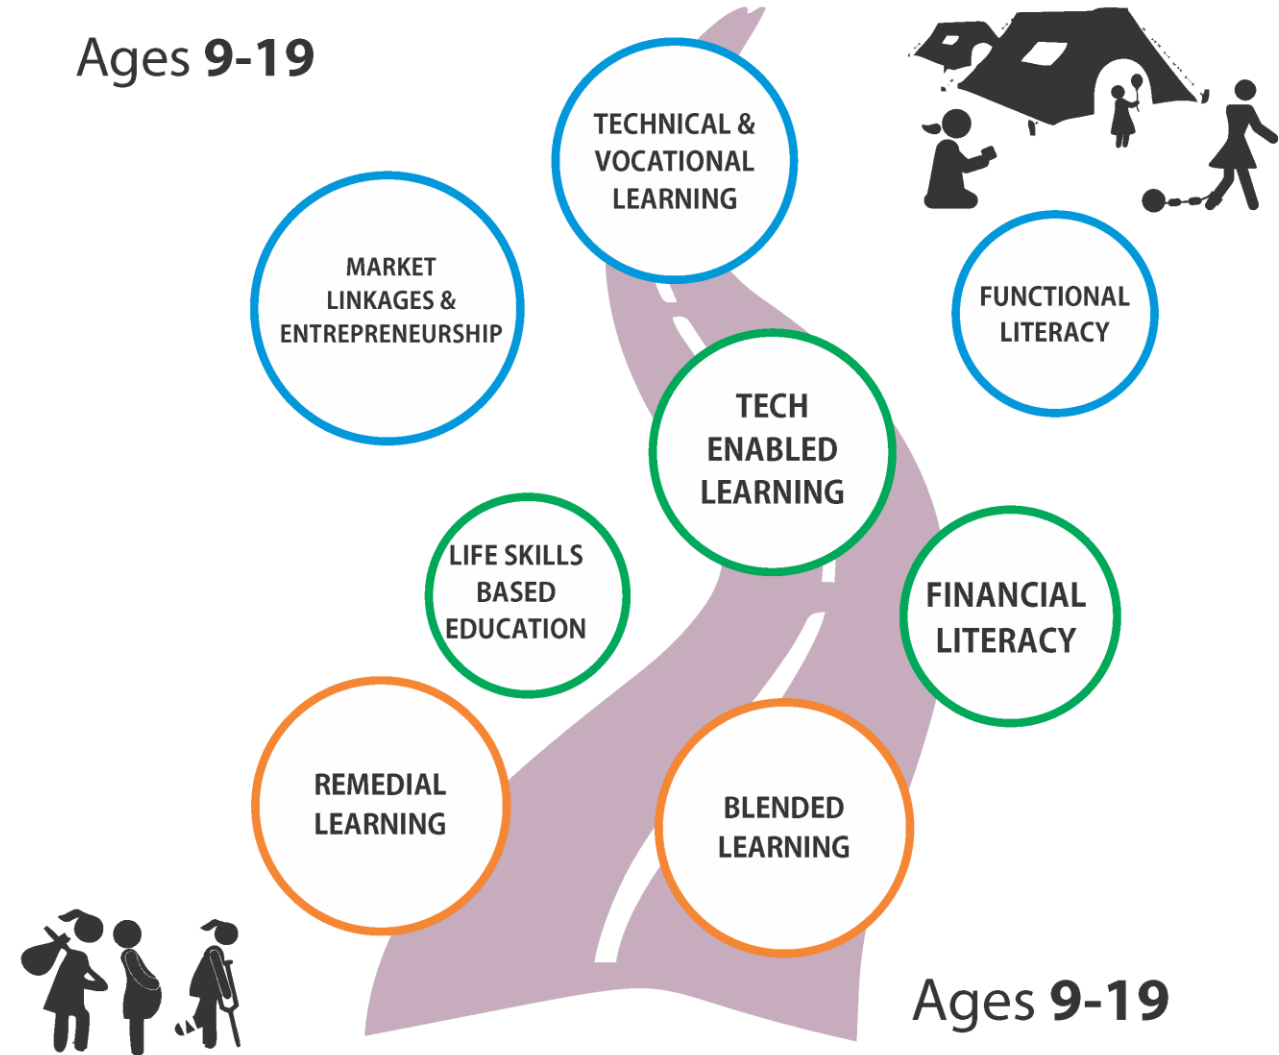 Ages 9-19
TECHNICAL &
VOCATIONAL
LEARNING
MARKET
LINKAGES &
ENTREPRENEURSHIP
FUNCTIONAL
LITERACY
TECH
ENABLED
LEARNING
LIFE SKILLS
BASED
EDUCATION
FINANCIAL
LITERACY
REMEDIAL
LEARNING
BLENDED
LEARNING
Ages 9-19